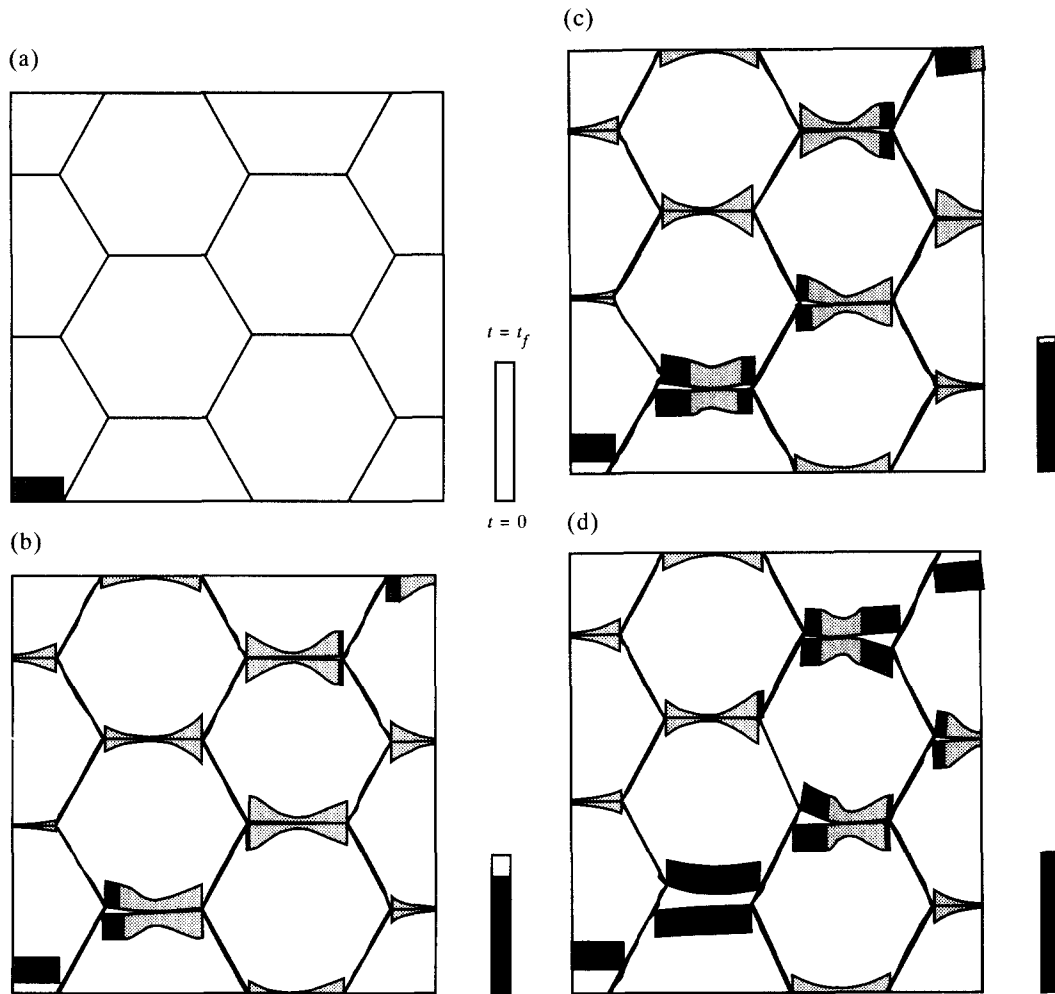 (a)
t = t_f
t = 0
(b)
(c)
(d)